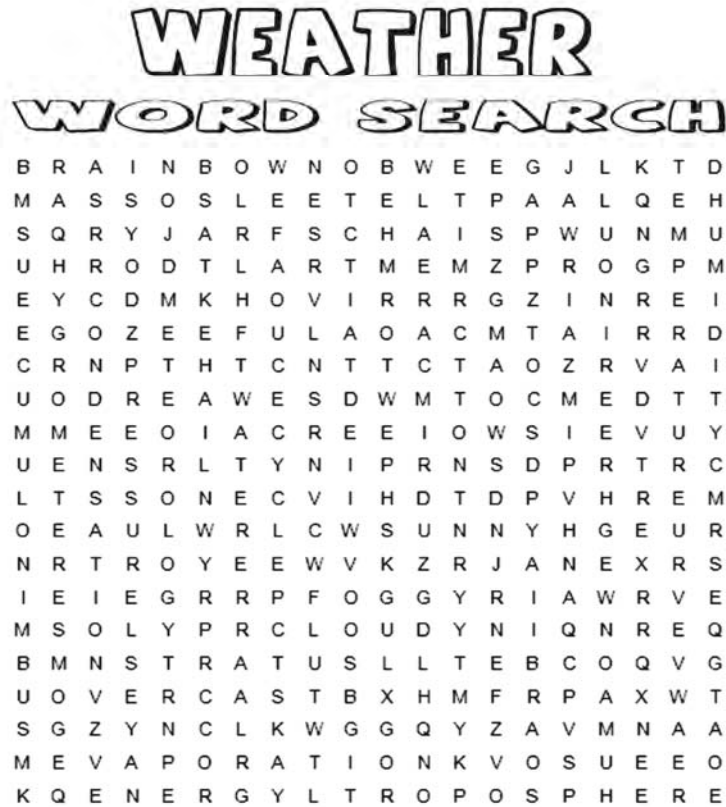 WEATHER
WORD SEARCH
B R A I N B O W N O B W E E G J L K T D
M A S S O S L E E T E L T P A A L Q E H
S Q R Y J A R F S C H A I S P W U N M U
U H R O D T L A R T M E M Z P R O G P M
E Y C D M K H O V I R R R G Z I N R E I
E G O Z E E F U L A O A C M T A I R R D
C R N P T H T C N T T C T A O Z R V A I
U O D R E A W E S D W M T O C M E D T T
M M E E O I A C R E E I O W S I E V U Y
U E N S R L T Y N I P R N S D P R T R C
L T S S O N E C V I H D T D P V H R E M
O E A U L W R L C W S U N N Y H G E U R
N R T R O Y E E W V K Z R J A N E X R S
I E I E G R R P F O G G Y R I A W R V E
M S O L Y P R C L O U D Y N I Q N R E Q
B M N S T R A T U S L L T E B C O Q V G
U O V E R C A S T B X H M F R P A X W T
S G Z Y N C L K W G G Q Y Z A V M N A A
M E V A P O R A T I O N K V O S U E E O
K Q E N E R G Y L T R O P O S P H E R E